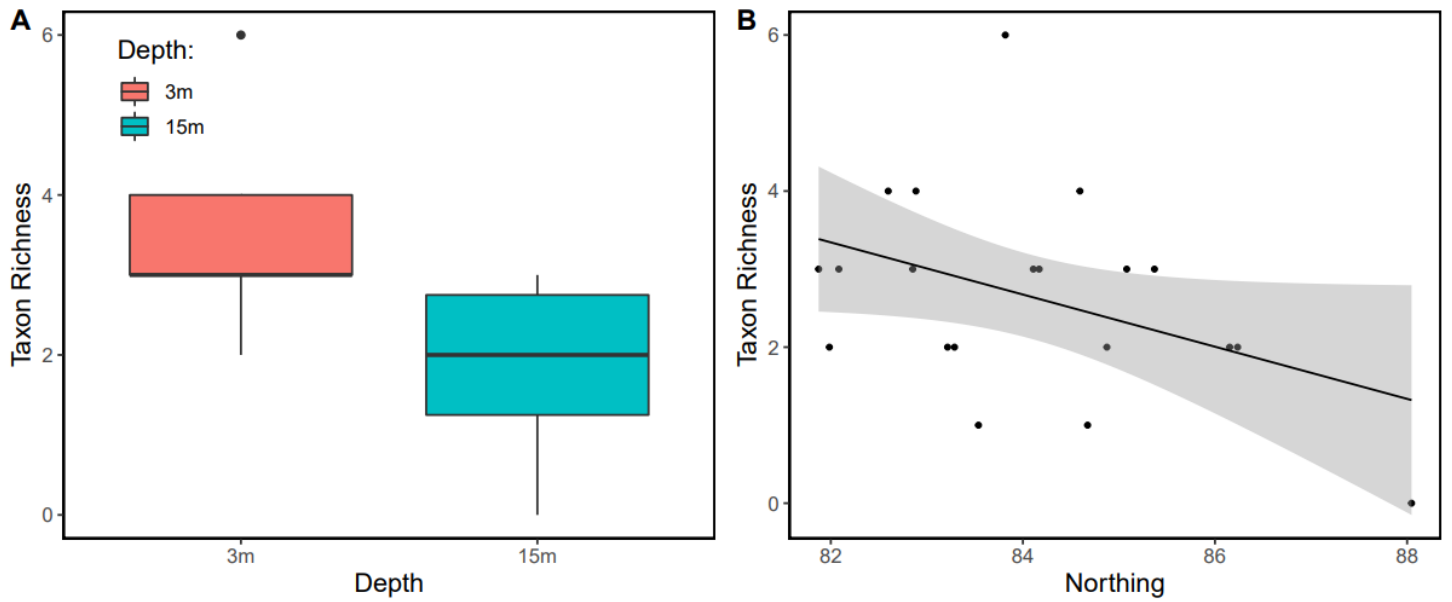 A
Depth:
3m
15m
Taxon Richness
6
4
2
0
3m
15m
Depth
B
Taxon Richness
6
4
2
0
82
84
86
88
Northing